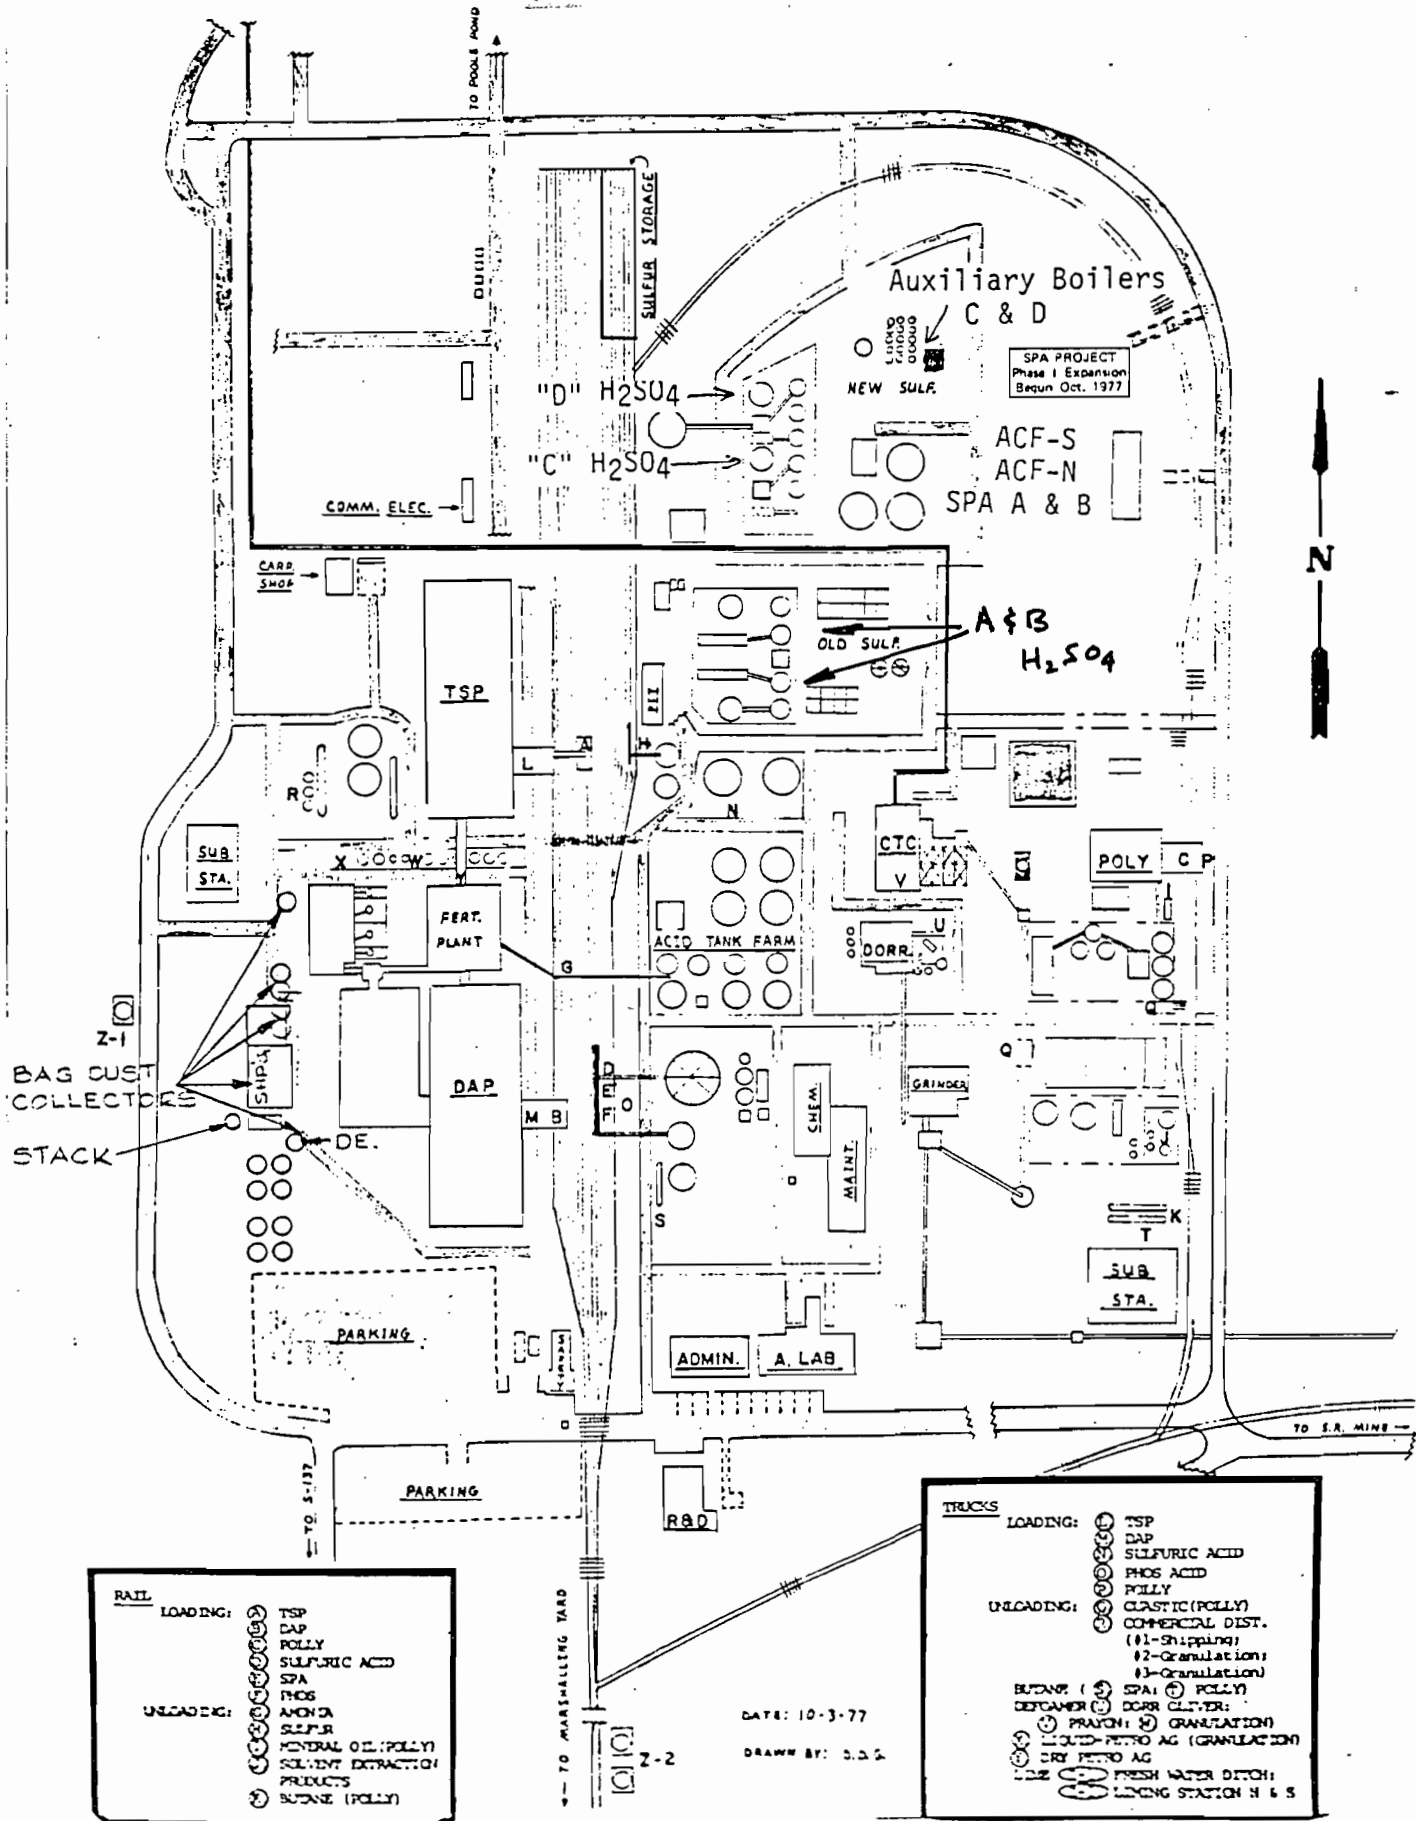 TO POOLE POND
SULFUR STORAGE
Auxiliary Boilers
C & D
SPA PROJECT
Phase I Expansion
Begun Oct. 1977
NEW SULF.
"D" H2SO4
"C" H2SO4
ACF-S
ACF-N
SPA A & B
COMM. ELEC.
N
CARP.
SHOP
A & B
H2SO4
OLD SULF.
TSP
L
A
H
N
R
SUB
STA.
X
W
CTC
V
POLY
C P
FERT.
PLANT
ACID TANK FARM
G
DORR
U
Z-1
BAG DUST
COLLECTORS
SHP'G
DAP
M B
D
E
F
O
CHEM
MAINT.
GRINDER
Q
STACK
DE.
S
K
T
SUB
STA.
PARKING
ADMIN.
A. LAB
TO S.R. MINE
TO S-137
PARKING
R&D
TO MARSHALLING YARD
RAIL
LOADING:
TSP
DAP
POLLY
SULFURIC ACID
SPA
PHOS
UNLOADING:
AMONIA
SULFUR
MINERAL OIL (POLLY)
SOLVENT EXTRACTION
PRODUCTS
BUTANE (POLLY)
Z-2
DATE: 10-3-77
DRAWN BY:
TRUCKS
LOADING:
TSP
DAP
SULFURIC ACID
PHOS ACID
POLLY
UNLOADING:
CUASTIC (POLLY)
COMMERCIAL DIST.
(#1-Shipping;
#2-Granulation;
#3-Granulation)
BUTANE ( SPA; POLLY)
DEFOAMER DORR OLIVER:
PRAYON; GRANULATION)
LIQUID-PETRO AG (GRANULATION)
DRY PETRO AG
LIME FRESH WATER DITCH;
LIMING STATION N & S